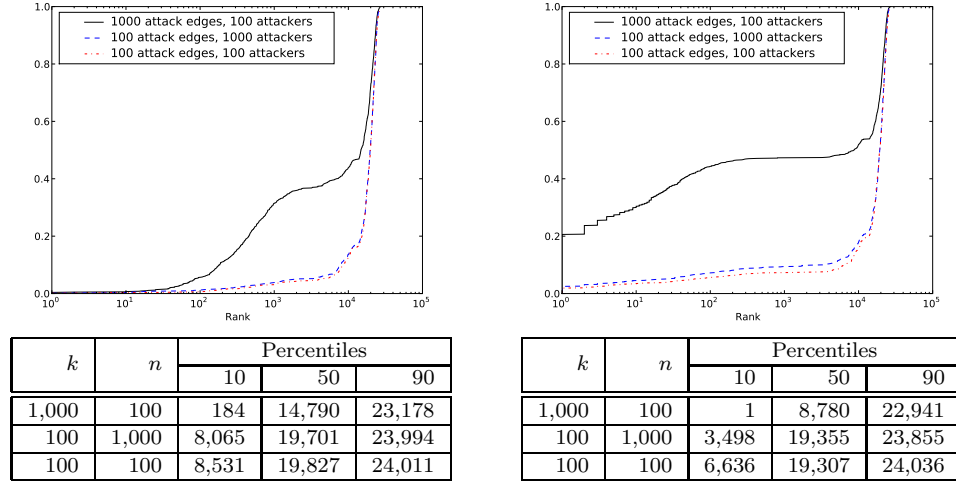 1000 attack edges, 100 attackers
100 attack edges, 1000 attackers
100 attack edges, 100 attackers
1.0
0.8
0.6
0.4
0.2
0.0
10^0 10^1 10^2 10^3 10^4 10^5
Rank
k n Percentiles
10 50 90
1,000 100 184 14,790 23,178
100 1,000 8,065 19,701 23,994
100 100 8,531 19,827 24,011
1000 attack edges, 100 attackers
100 attack edges, 1000 attackers
100 attack edges, 100 attackers
1.0
0.8
0.6
0.4
0.2
0.0
10^0 10^1 10^2 10^3 10^4 10^5
Rank
k n Percentiles
10 50 90
1,000 100 1 8,780 22,941
100 1,000 3,498 19,355 23,855
100 100 6,636 19,307 24,036